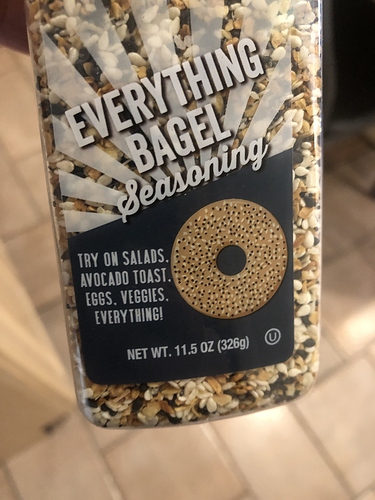 EVERYTHING
BAGEL
Seasoning
TRY ON SALADS.
AVOCADO TOAST.
EGGS. VEGGIES.
EVERYTHING!
NET WT. 11.5 OZ (326g)
U